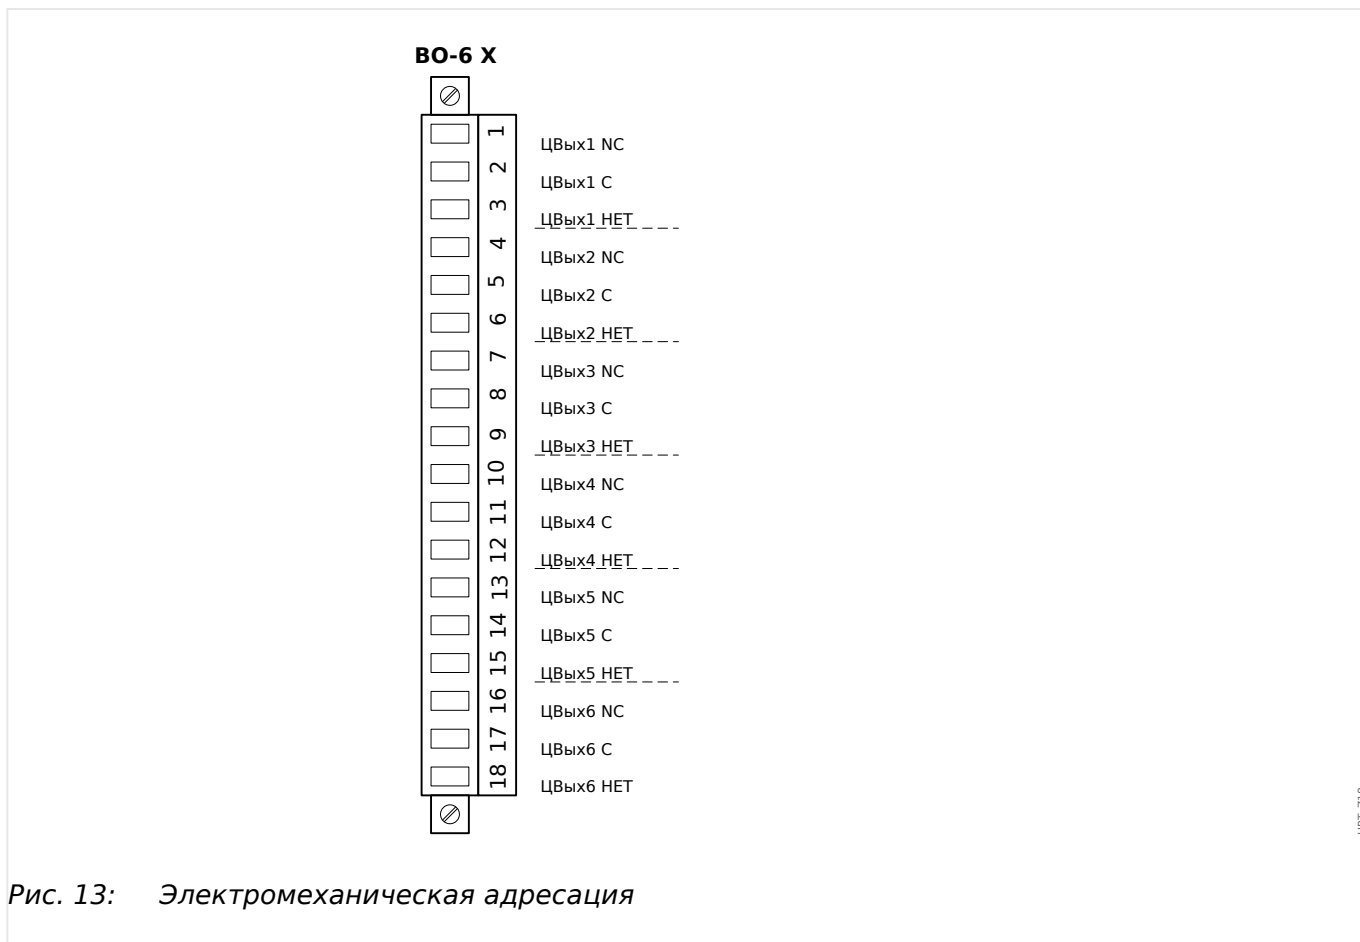 BO-6 X
1 ЦВых1 NC
2 ЦВых1 C
3 ЦВых1 НЕТ
4 ЦВых2 NC
5 ЦВых2 C
6 ЦВых2 НЕТ
7 ЦВых3 NC
8 ЦВых3 C
9 ЦВых3 НЕТ
10 ЦВых4 NC
11 ЦВых4 C
12 ЦВых4 НЕТ
13 ЦВых5 NC
14 ЦВых5 C
15 ЦВых5 НЕТ
16 ЦВых6 NC
17 ЦВых6 C
18 ЦВых6 НЕТ
Рис. 13: Электромеханическая адресация